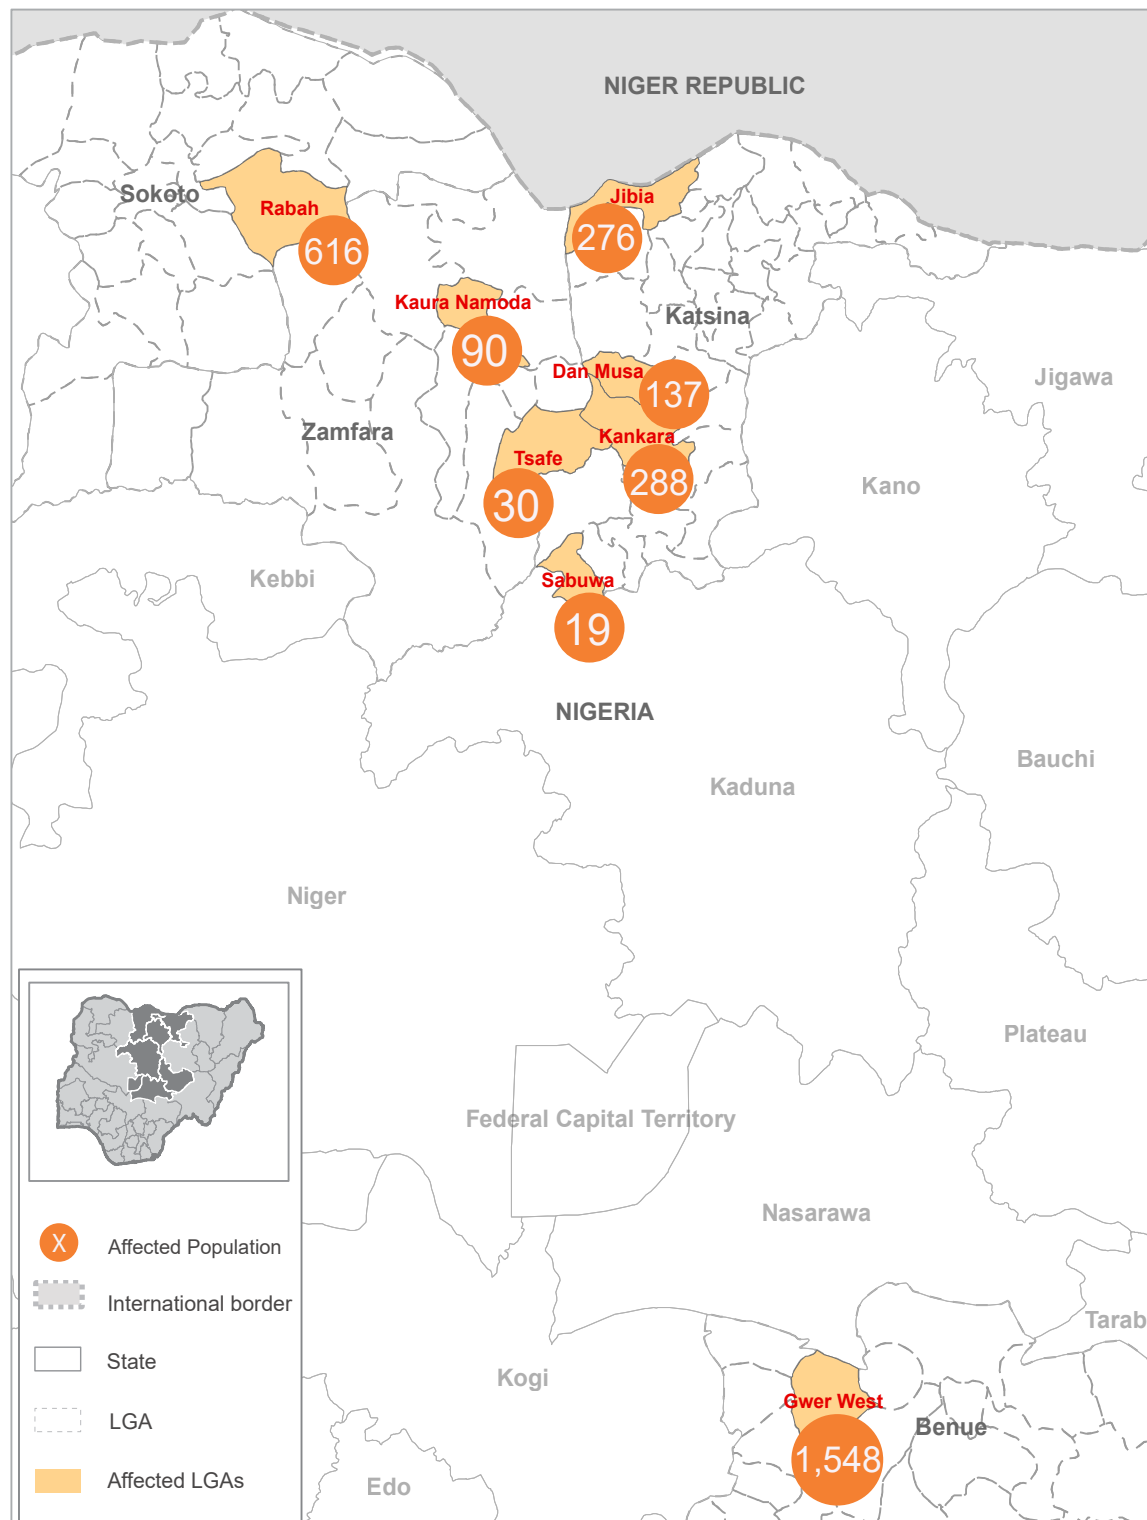 NIGER REPUBLIC
Sokoto
Rabah
616
Jibia
276
Kaura Namoda
90
Katsina
Dan Musa
137
Jigawa
Zamfara
Kankara
288
Tsafe
30
Kano
Kebbi
Sabuwa
19
NIGERIA
Bauchi
Kaduna
Niger
Plateau
Federal Capital Territory
Nasarawa
X Affected Population
International border
State
LGA
Affected LGAs
Tarab
Kogi
Gwer West
1,548
Benue
Edo